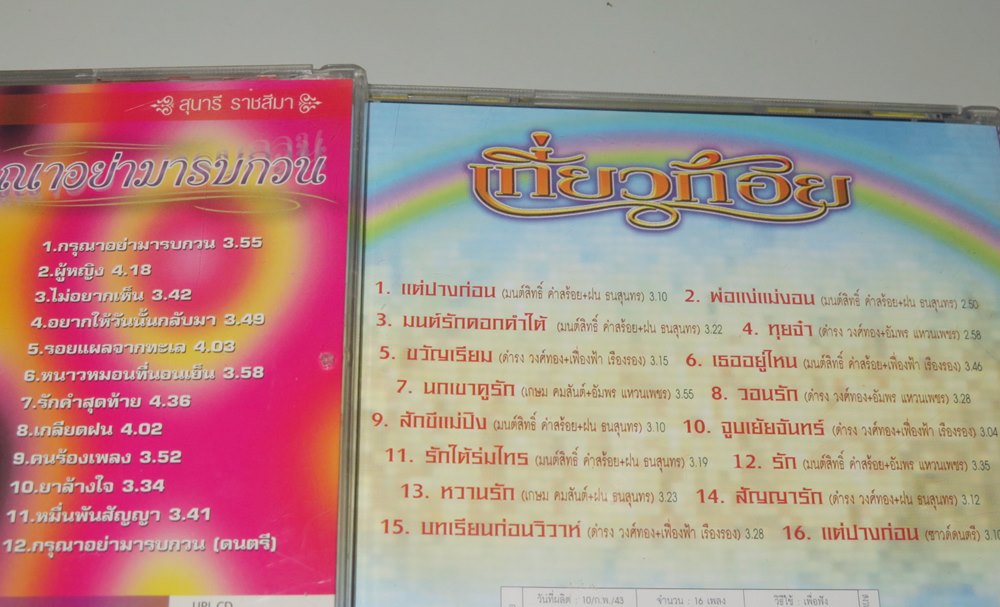 สุนารี ราชสีมา
ณาอย่ามารบกวน
1.กรุณาอย่ามารบกวน 3.55
2.ผู้หญิง 4.18
3.ไม่อยากเห็น 3.42
4.อยากให้วันนั้นกลับมา 3.49
5.รอยแผลจากทะเล 4.03
6.หนาวหมอนที่นอนเย็น 3.58
7.รักคำสุดท้าย 4.36
8.เกลียดฝน 4.02
9.คนร้องเพลง 3.52
10.ยาล้างใจ 3.34
11.หมื่นพันสัญญา 3.41
12.กรุณาอย่ามารบกวน (ดนตรี)
เกี่ยวก้อย
1. แต่ปางก่อน (มนต์สิทธิ์ คำสร้อย+ฝน ธนสุนทร) 3.10 2. พ่อแง่แม่งอน (มนต์สิทธิ์ คำสร้อย+ฝน ธนสุนทร) 2.50
3. มนต์รักดอกคำใต้ (มนต์สิทธิ์ คำสร้อย+ฝน ธนสุนทร) 3.22 4. ทุยจ๋า (ดำรง วงศ์ทอง+อัมพร แหวนเพชร) 2.58
5. ขวัญเรียม (ดำรง วงศ์ทอง+เฟื่องฟ้า เรืองรอง) 3.15 6. เธออยู่ไหน (มนต์สิทธิ์ คำสร้อย+เฟื่องฟ้า เรืองรอง) 3.46
7. นกเขาคูรัก (เกษม คมสันต์+อัมพร แหวนเพชร) 3.55 8. วอนรัก (ดำรง วงศ์ทอง+อัมพร แหวนเพชร) 3.28
9. สักขีแม่ปิง (มนต์สิทธิ์ คำสร้อย+ฝน ธนสุนทร) 3.10 10. จูบเย้ยจันทร์ (ดำรง วงศ์ทอง+เฟื่องฟ้า เรืองรอง) 3.04
11. รักใต้ร่มไทร (มนต์สิทธิ์ คำสร้อย+ฝน ธนสุนทร) 3.19 12. รัก (มนต์สิทธิ์ คำสร้อย+อัมพร แหวนเพชร) 3.35
13. หวานรัก (เกษม คมสันต์+ฝน ธนสุนทร) 3.23 14. สัญญารัก (ดำรง วงศ์ทอง+ฝน ธนสุนทร) 3.12
15. บทเรียนก่อนวิวาห์ (ดำรง วงศ์ทอง+เฟื่องฟ้า เรืองรอง) 3.28 16. แต่ปางก่อน (ซาวด์ดนตรี) 3.10
วันที่ผลิต : 10/ก.พ./43 จำนวน : 16 เพลง วิธีใช้ : เพื่อฟัง